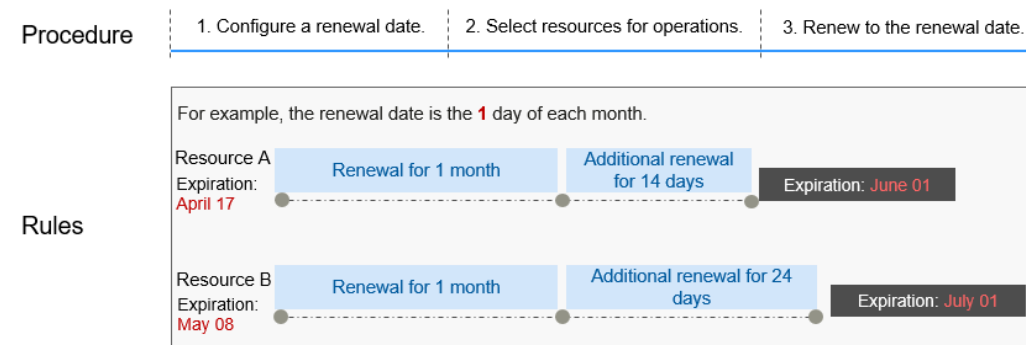 Procedure
1. Configure a renewal date.
2. Select resources for operations.
3. Renew to the renewal date.
Rules
For example, the renewal date is the 1 day of each month.
Resource A
Expiration:
April 17
Renewal for 1 month
Additional renewal
for 14 days
Expiration: June 01
Resource B
Expiration:
May 08
Renewal for 1 month
Additional renewal for 24
days
Expiration: July 01